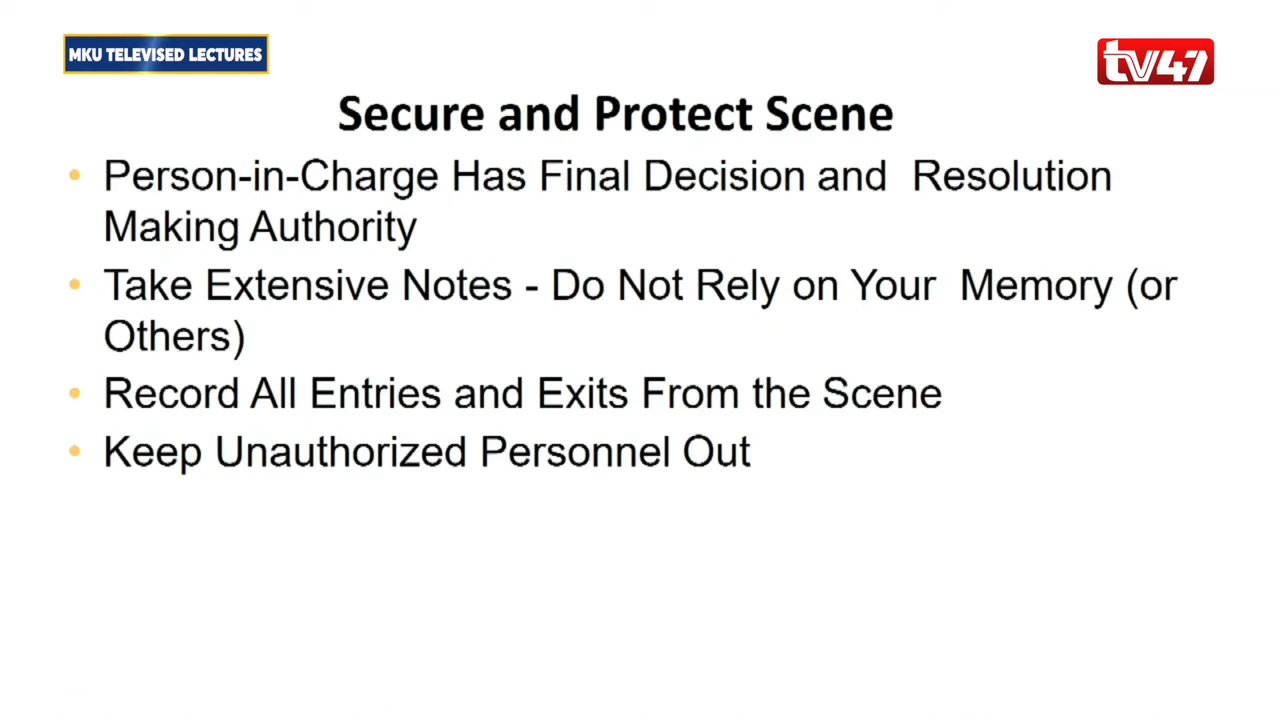 MKU TELEVISED LECTURES
tv47
Secure and Protect Scene
• Person-in-Charge Has Final Decision and  Resolution
Making Authority
• Take Extensive Notes - Do Not Rely on Your  Memory (or
Others)
• Record All Entries and Exits From the Scene
• Keep Unauthorized Personnel Out